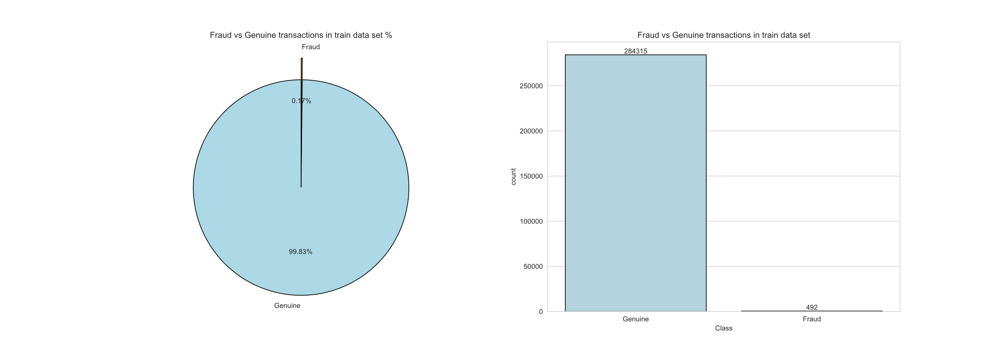 Fraud vs Genuine transactions in train data set %
Fraud
0.17%
99.83%
Genuine
Fraud vs Genuine transactions in train data set
284315
250000
200000
150000
100000
50000
0
count
492
Genuine
Fraud
Class